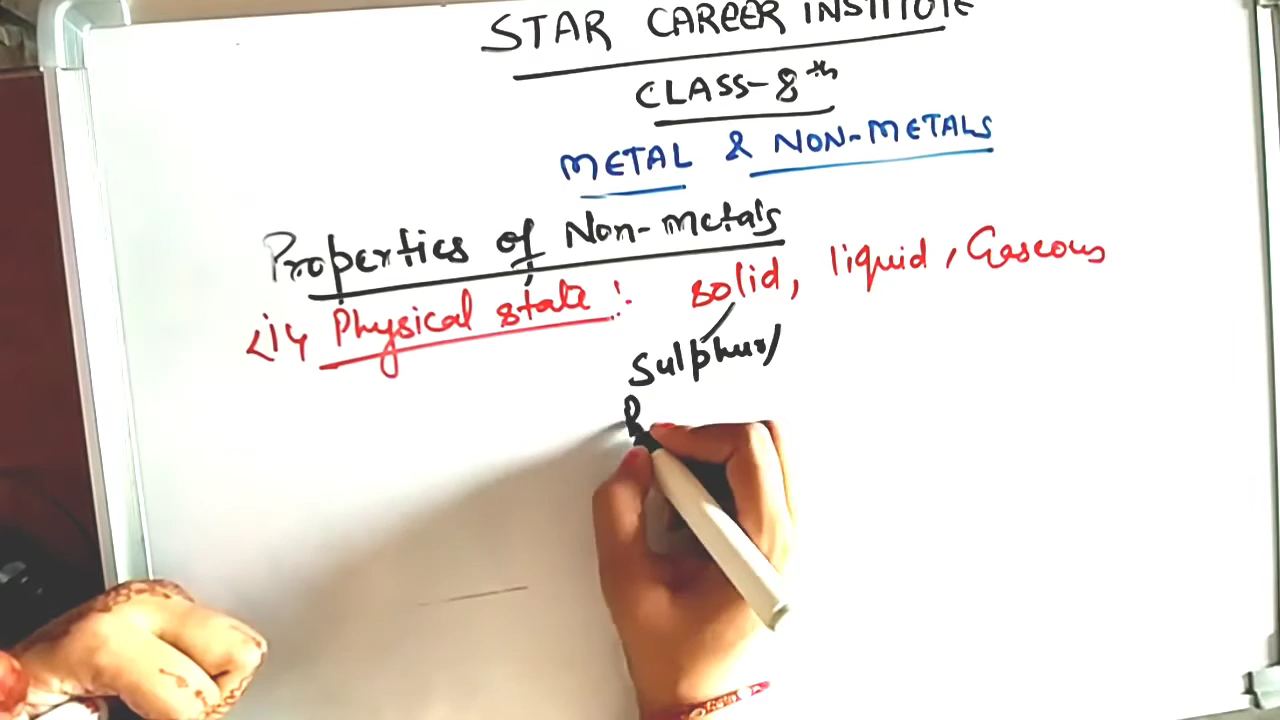 STAR CAREER INSTITUTE
CLASS-8th
METAL & NON-METALS
Properties of Non-metals
<i> Physical state : solid, liquid, Gaseous
Sulphur/